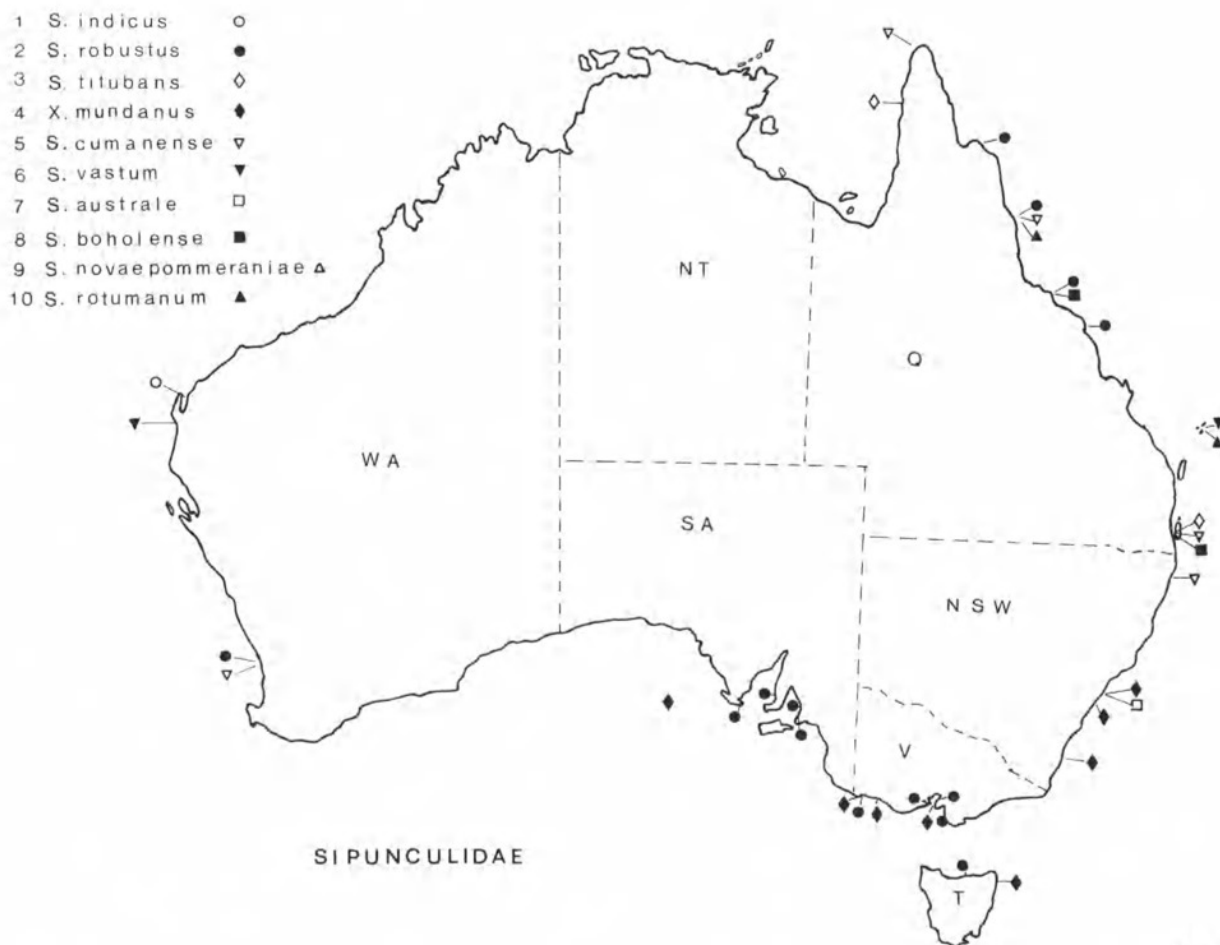 1 S. indicus
2 S. robustus
3 S. titubans
4 X. mundanus
5 S. cumanense
6 S. vastum
7 S. australe
8 S. boholense
9 S. novaepommeraniae
10 S. rotumanum
NT
Q
WA
SA
NSW
V
SIPUNCULIDAE
T